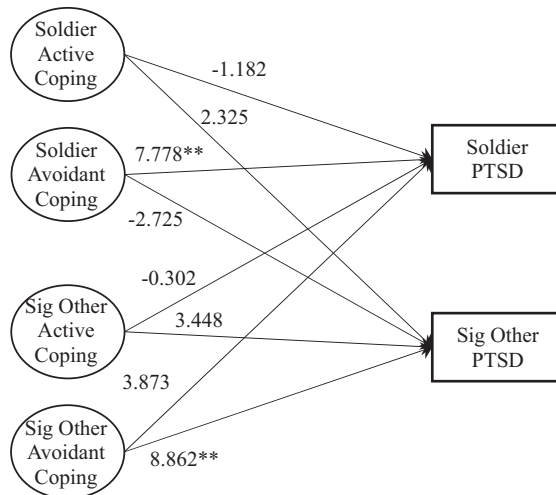 Soldier
Active
Coping
-1.182
2.325
Soldier
Avoidant
Coping
7.778**
-2.725
Soldier
PTSD
Sig Other
Active
Coping
-0.302
3.448
Sig Other
PTSD
Sig Other
Avoidant
Coping
3.873
8.862**